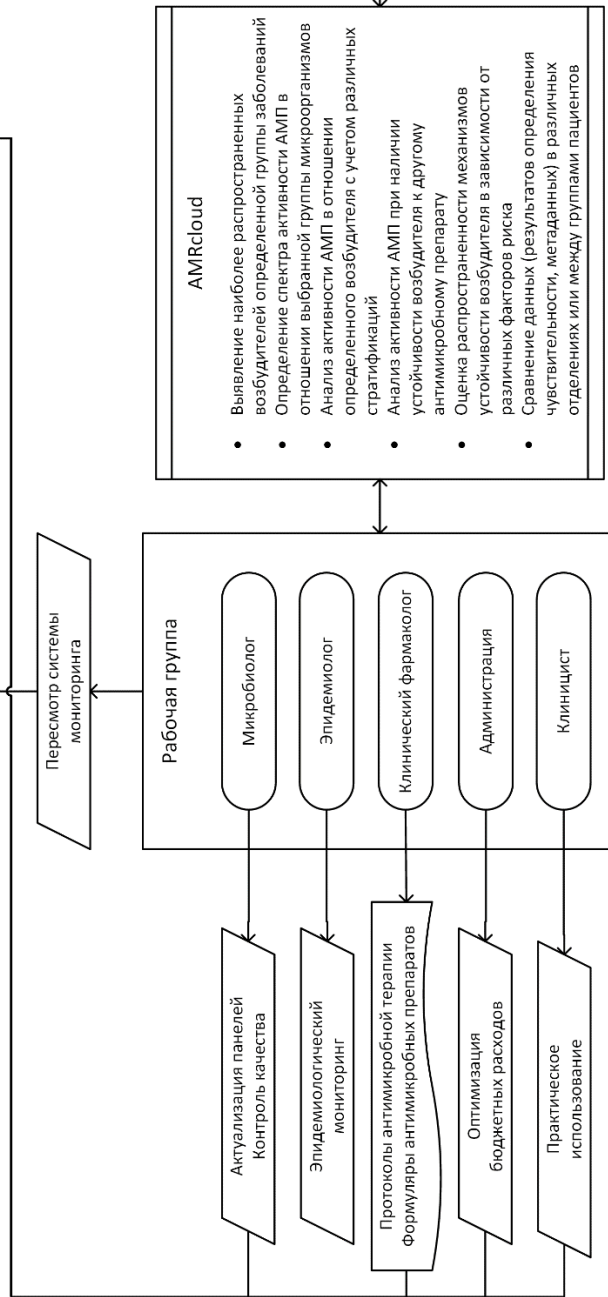 AMRcloud
• Выявление наиболее распространенных
возбудителей определенной группы заболеваний
• Определение спектра активности АМП в
отношении выбранной группы микроорганизмов
• Анализ активности АМП в отношении
определенного возбудителя с учетом различных
стратификаций
• Анализ активности АМП при наличии
устойчивости возбудителя к другому
антимикробному препарату
• Оценка распространенности механизмов
устойчивости возбудителя в зависимости от
различных факторов риска
• Сравнение данных (результатов определения
чувствительности, метаданных) в различных
отделениях или между группами пациентов
Пересмотр системы
мониторинга
Рабочая группа
Микробиолог
Эпидемиолог
Клинический фармаколог
Администрация
Клиницист
Актуализация панелей
Контроль качества
Эпидемиологический
мониторинг
Протоколы антимикробной терапии
Формуляры антимикробных препаратов
Оптимизация
бюджетных расходов
Практическое
использование